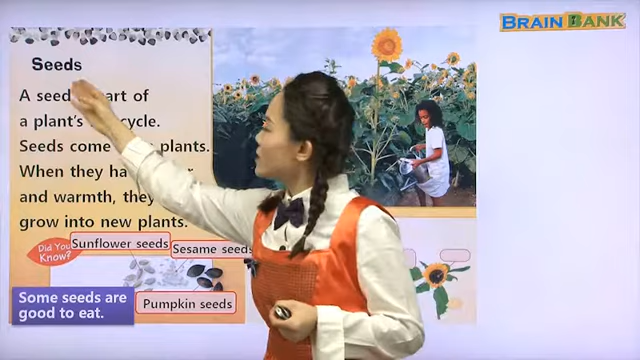 BRAIN BANK
Seeds
A seed art of
a plant's cycle.
Seeds come plants.
When they ha
and warmth, they
grow into new plants.
Did You
Know?
Sunflower seeds
Sesame seeds
Pumpkin seeds
Some seeds are
good to eat.